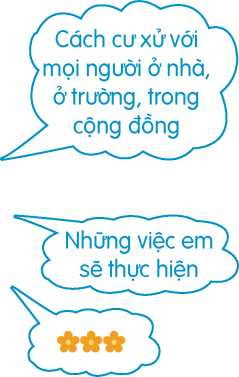 Cách cư xử với
mọi người ở nhà,
ở trường, trong
cộng đồng
Những việc em
sẽ thực hiện